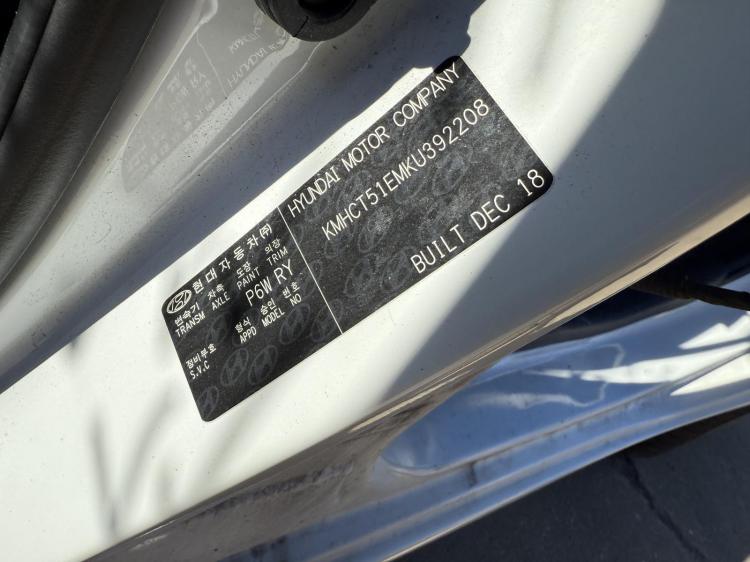 현대자동차(주)
변속기 차축 도장 의장
TRANSM AXLE PAINT TRIM
P6W RY
형식 승인 번호
APPD MODEL NO
정비부호
S.V.C
HYUNDAI MOTOR COMPANY
KMHCT51EMKU392208
BUILT DEC 18